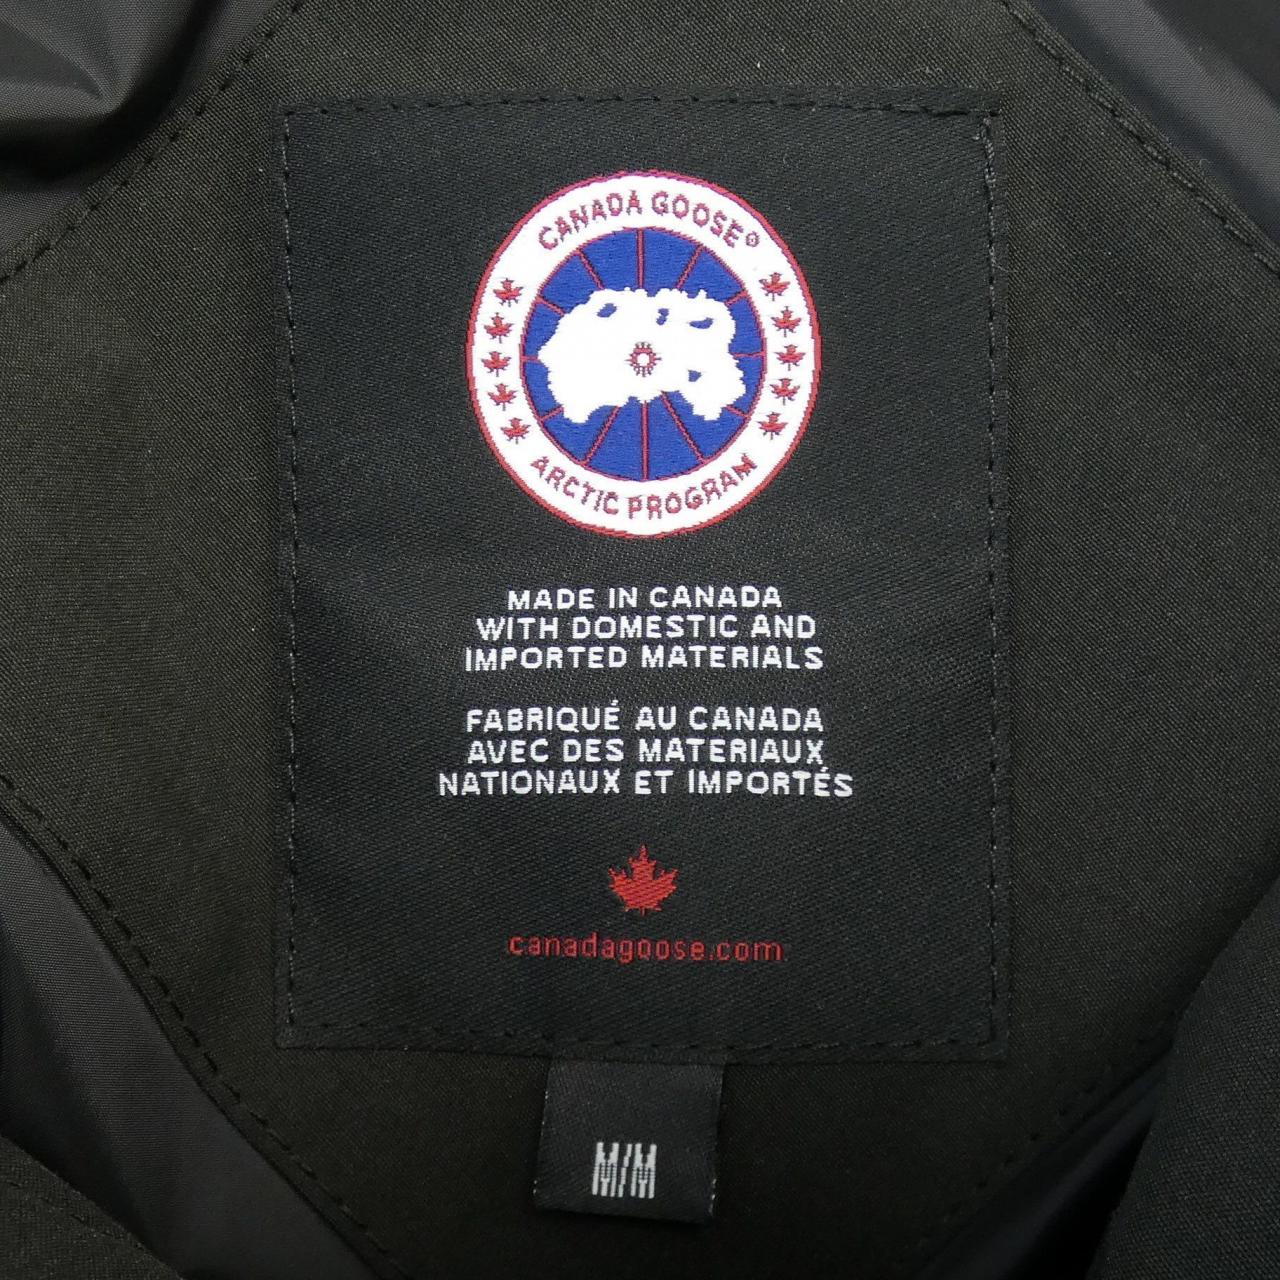 CANADA GOOSE®
ARCTIC PROGRAM
MADE IN CANADA
WITH DOMESTIC AND
IMPORTED MATERIALS
FABRIQUÉ AU CANADA
AVEC DES MATERIAUX
NATIONAUX ET IMPORTÉS
canadagoose.com
M/M